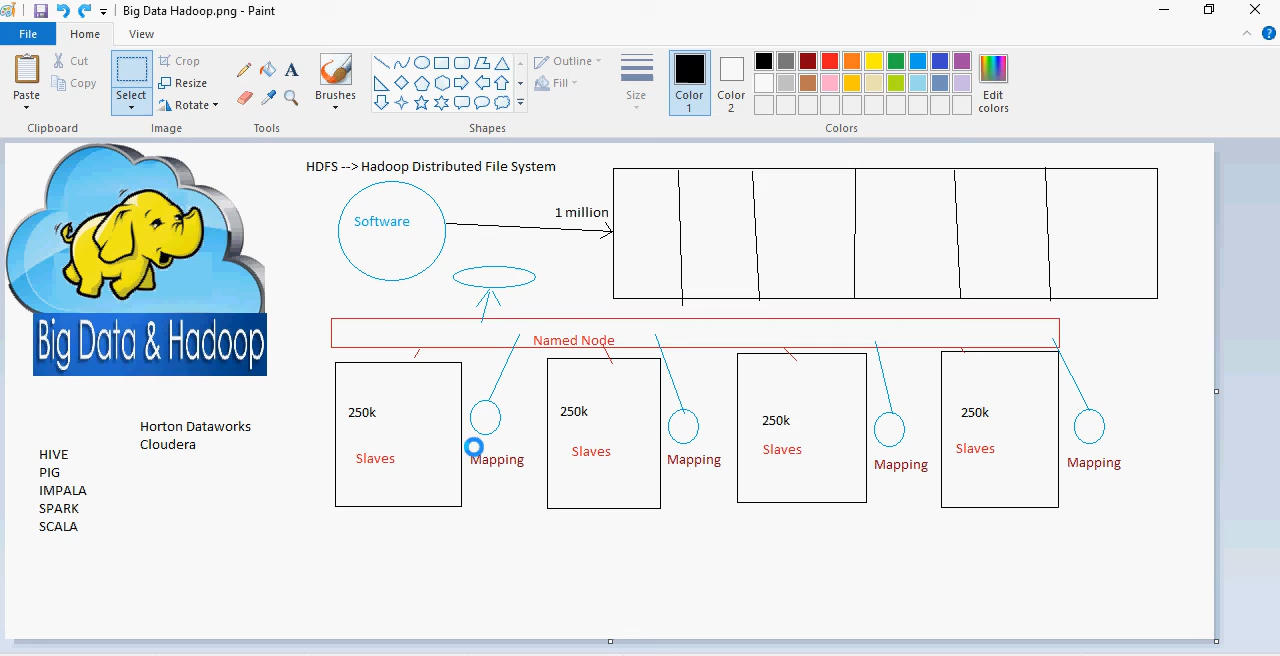 Big Data Hadoop.png - Paint
File
Home
View
Paste
Cut
Copy
Clipboard
Select
Crop
Resize
Rotate
Image
A
Tools
Brushes
Outline
Fill
Shapes
Size
Color
1
Color
2
Edit
colors
Colors
?
Big Data & Hadoop
HDFS --> Hadoop Distributed File System
Software
1 million
Named Node
250k
Slaves
Mapping
250k
Slaves
Mapping
250k
Slaves
Mapping
250k
Slaves
Mapping
Horton Dataworks
Cloudera
HIVE
PIG
IMPALA
SPARK
SCALA